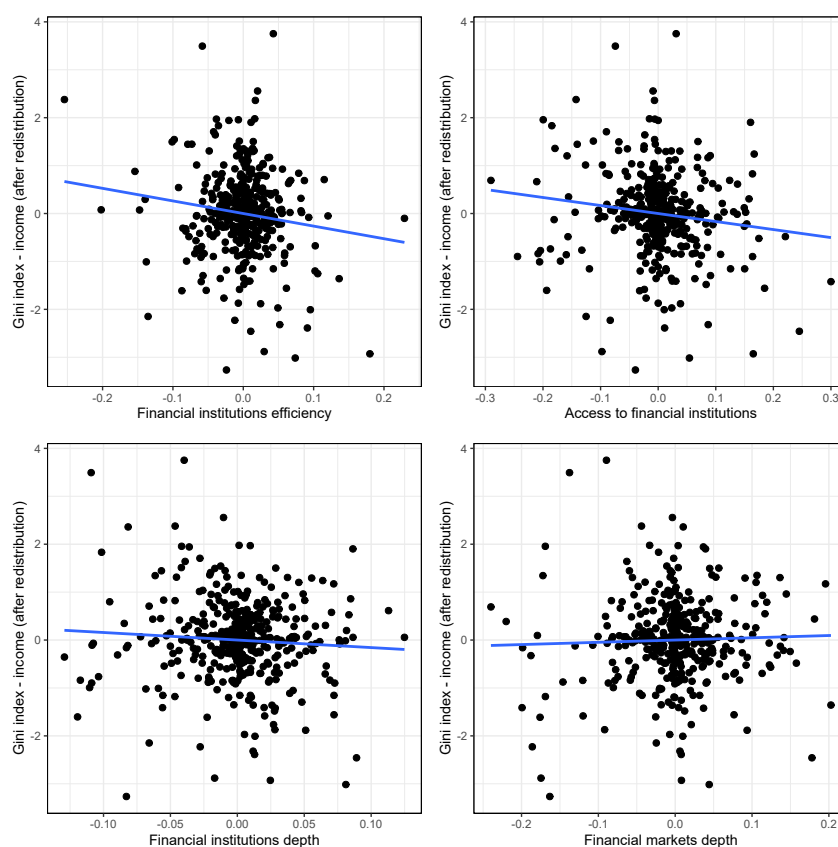 4
2
0
-2
Gini index - income (after redistribution)
-0.2 -0.1 0.0 0.1 0.2
Financial institutions efficiency
4
2
0
-2
Gini index - income (after redistribution)
-0.3 -0.2 -0.1 0.0 0.1 0.2 0.3
Access to financial institutions
4
2
0
-2
Gini index - income (after redistribution)
-0.10 -0.05 0.00 0.05 0.10
Financial institutions depth
4
2
0
-2
Gini index - income (after redistribution)
-0.2 -0.1 0.0 0.1 0.2
Financial markets depth